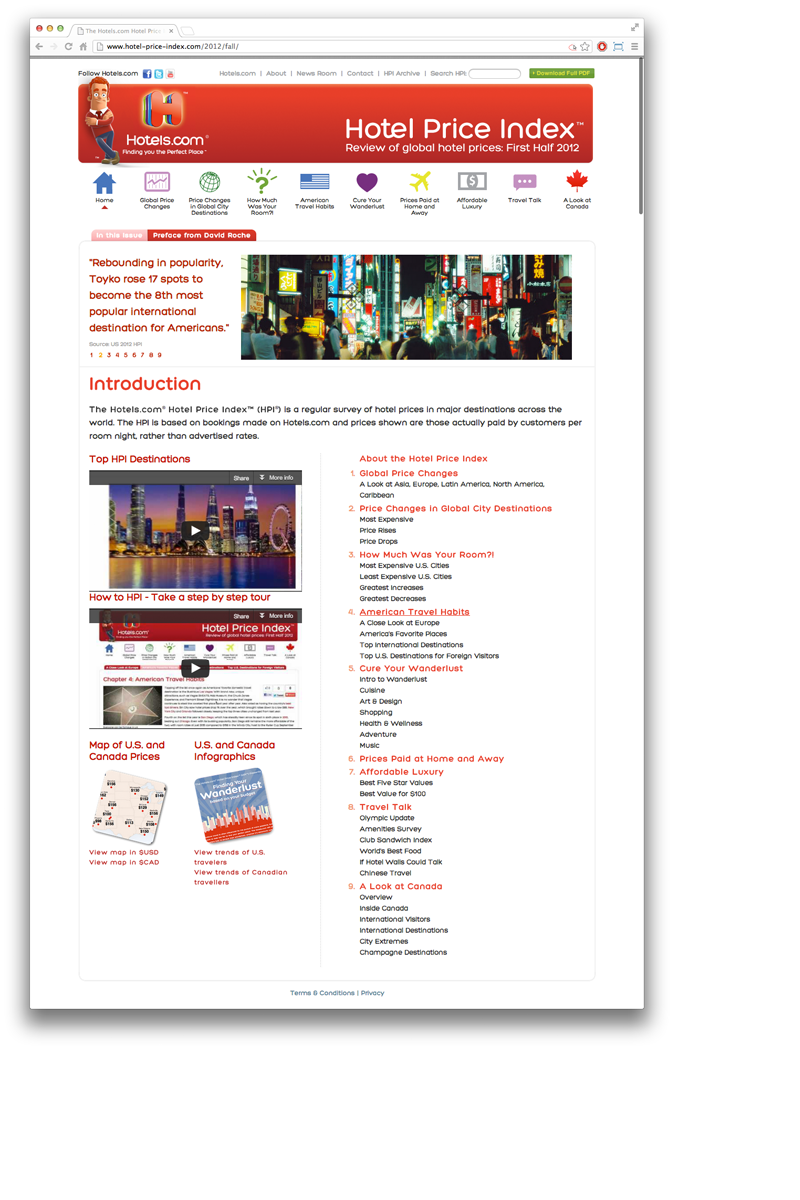 The Hotels.com Hotel Price I
www.hotel-price-index.com/2012/fall/
Follow Hotels.com
Hotels.com | About | News Room | Contact | HPI Archive | Search HPI:
Download Full PDF
Hotels.com®
Finding you the Perfect Place™
Hotel Price Index™
Review of global hotel prices: First Half 2012
Home
Global Price
Changes
Price Changes
in Global City
Destinations
How Much
Was Your
Room?!
American
Travel Habits
Cure Your
Wanderlust
Prices Paid at
Home and
Away
Affordable
Luxury
Travel Talk
A Look at
Canada
In this issue
Preface from David Roche
"Rebounding in popularity,
Toyko rose 17 spots to
become the 8th most
popular international
destination for Americans."
Source: US 2012 HPI
1 2 3 4 5 6 7 8 9
Introduction
The Hotels.com® Hotel Price Index™ (HPI®) is a regular survey of hotel prices in major destinations across the
world. The HPI is based on bookings made on Hotels.com and prices shown are those actually paid by customers per
room night, rather than advertised rates.
Top HPI Destinations
Share
More info
How to HPI - Take a step by step tour
Share
More info
Hotels.com
Hotel Price Index
Review of global hotel prices: First Half 2012
Chapter 4: American Travel Habits
Map of U.S. and
Canada Prices
View map in $USD
View map in $CAD
U.S. and Canada
Infographics
Finding Your
Wanderlust
View trends of U.S.
travelers
View trends of Canadian
travellers
About the Hotel Price Index
1. Global Price Changes
A Look at Asia, Europe, Latin America, North America,
Caribbean
2. Price Changes in Global City Destinations
Most Expensive
Price Rises
Price Drops
3. How Much Was Your Room?!
Most Expensive U.S. Cities
Least Expensive U.S. Cities
Greatest Increases
Greatest Decreases
4. American Travel Habits
A Close Look at Europe
America's Favorite Places
Top International Destinations
Top U.S. Destinations for Foreign Visitors
5. Cure Your Wanderlust
Intro to Wanderlust
Cuisine
Art & Design
Shopping
Health & Wellness
Adventure
Music
6. Prices Paid at Home and Away
7. Affordable Luxury
Best Five Star Values
Best Value for $100
8. Travel Talk
Olympic Update
Amenities Survey
Club Sandwich Index
World's Best Food
If Hotel Walls Could Talk
Chinese Travel
9. A Look at Canada
Overview
Inside Canada
International Visitors
International Destinations
City Extremes
Champagne Destinations
Terms & Conditions | Privacy